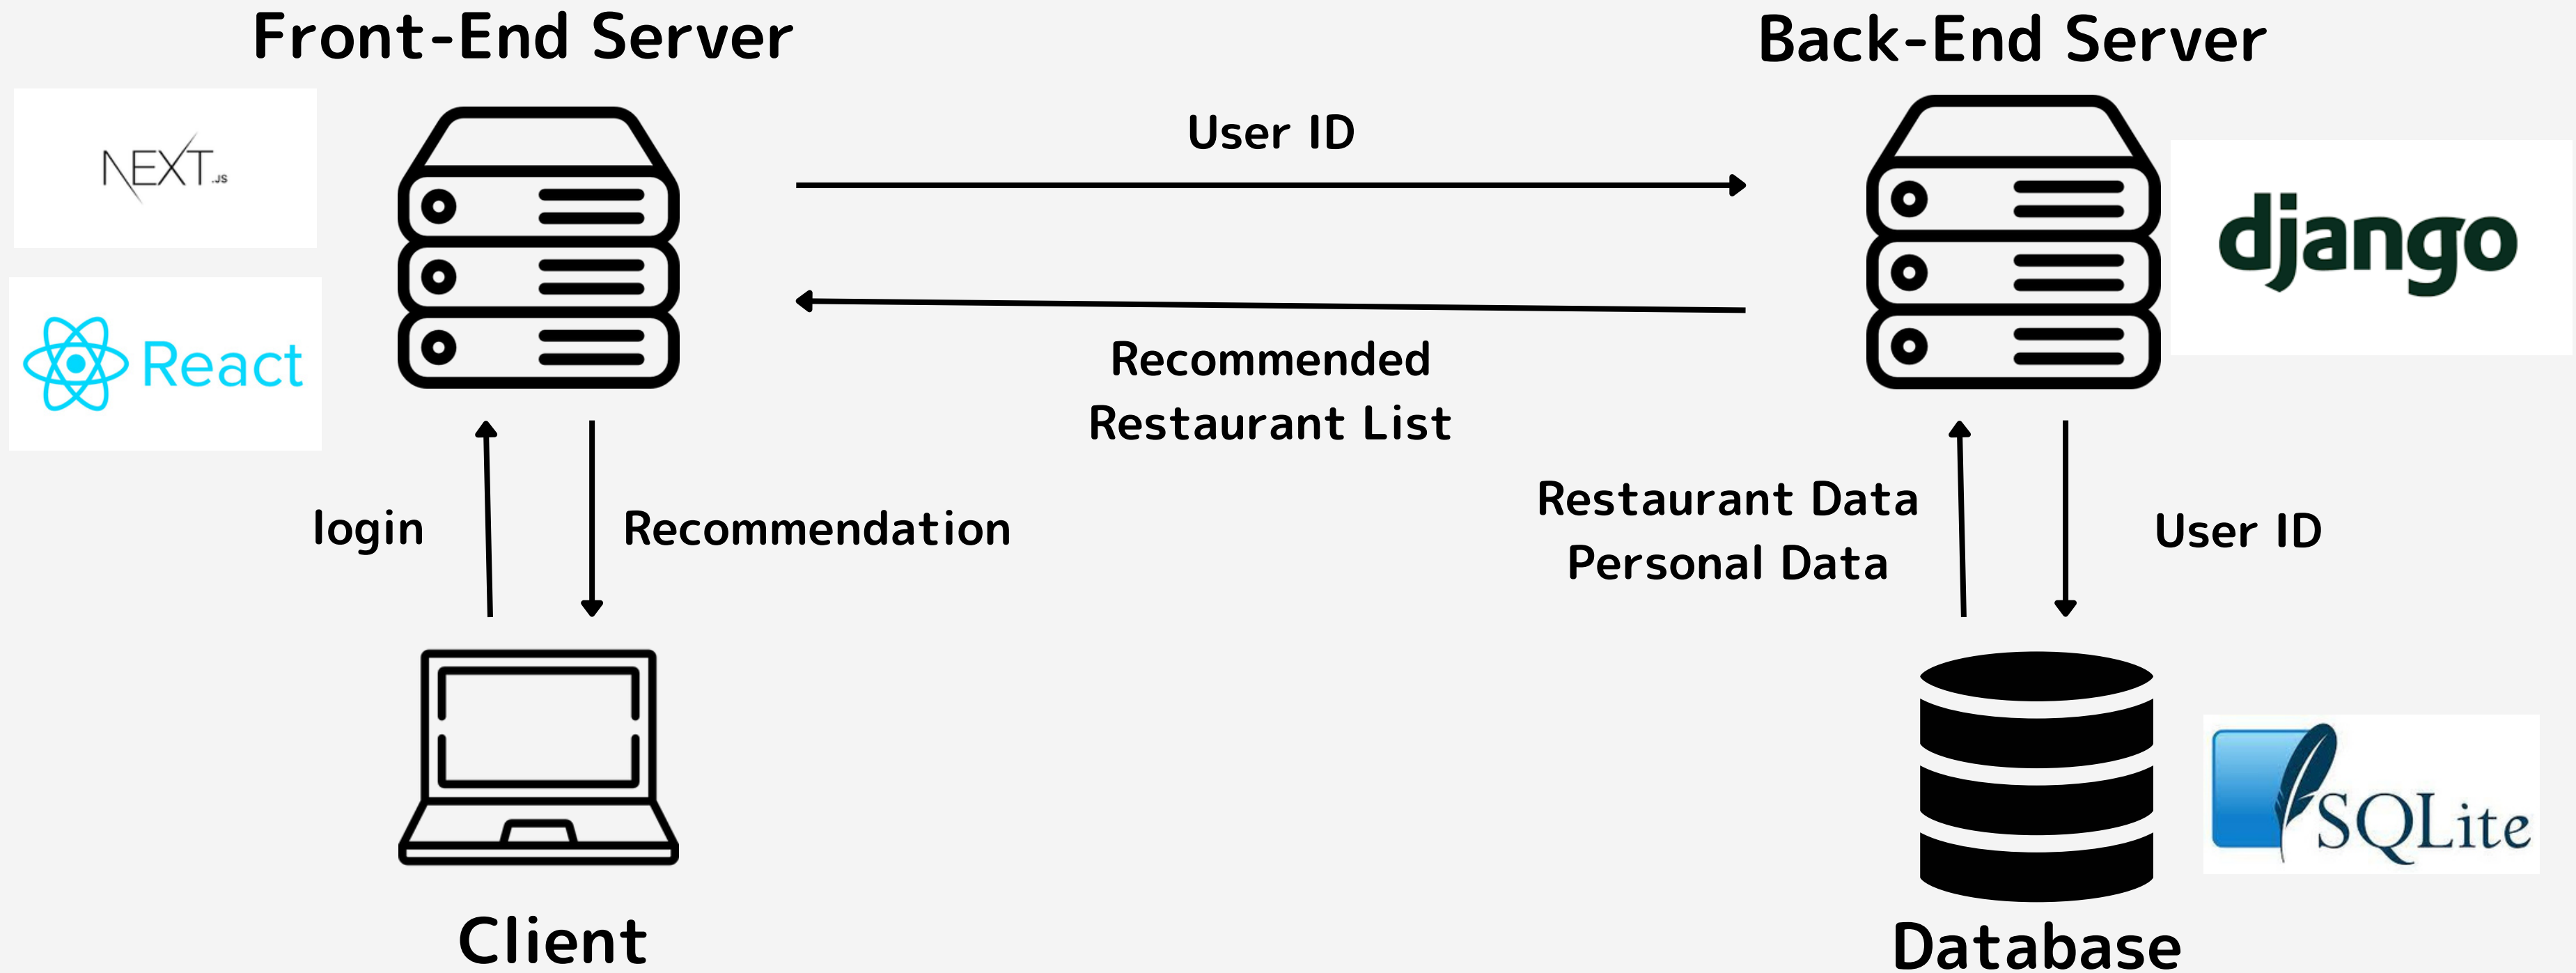 Front-End Server
Back-End Server
NEXT.JS
User ID
django
React
Recommended
Restaurant List
login
Recommendation
Restaurant Data
Personal Data
User ID
SQLite
Client
Database